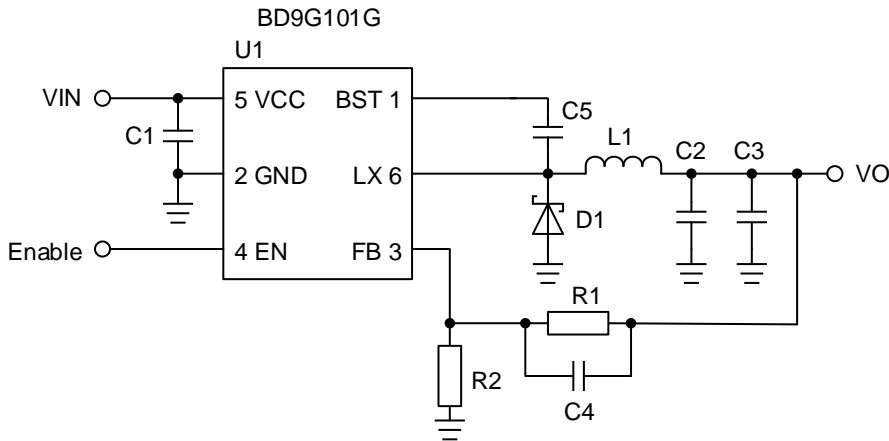 BD9G101G
U1
VIN
5 VCC
BST 1
C1
C5
L1
C2
C3
2 GND
LX 6
VO
D1
Enable
4 EN
FB 3
R1
R2
C4